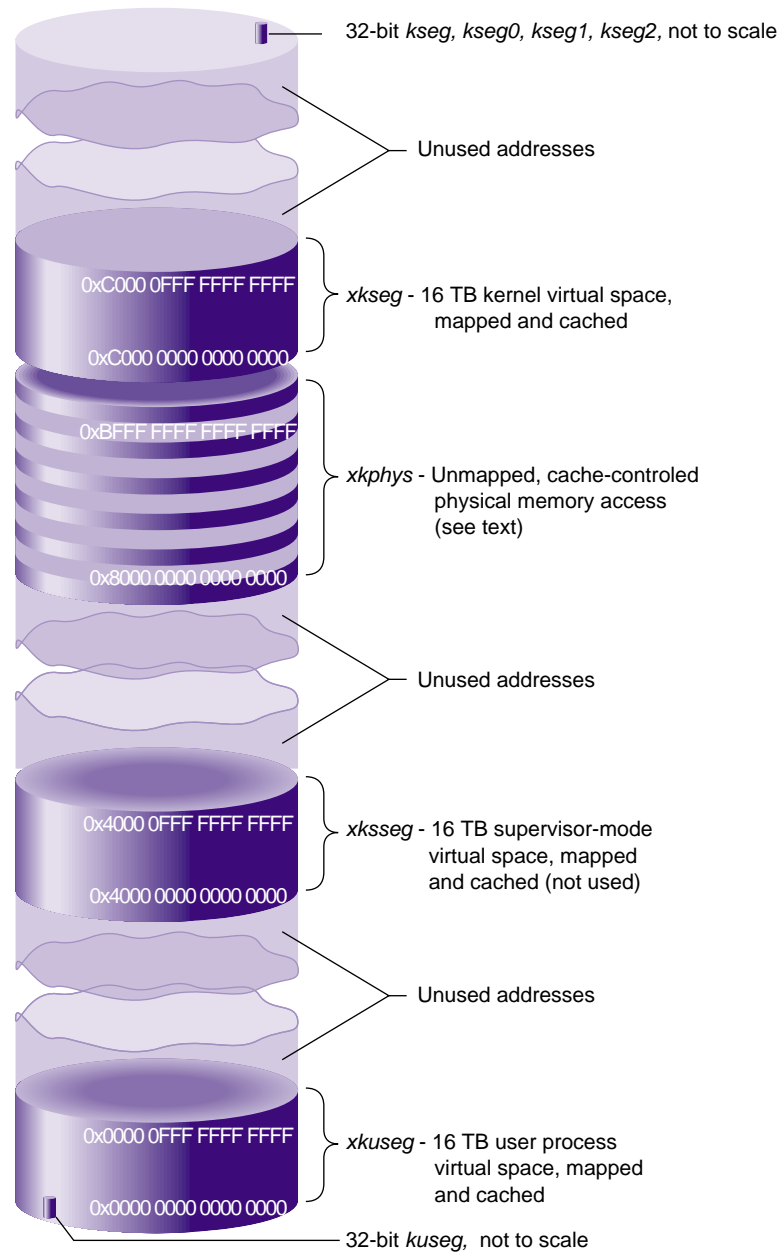 32-bit kseg, kseg0, kseg1, kseg2, not to scale
Unused addresses
0xC000 0FFF FFFF FFFF
xkseg - 16 TB kernel virtual space,
mapped and cached
0xC000 0000 0000 0000
0xBFFF FFFF FFFF FFFF
xkphys - Unmapped, cache-controled
physical memory access
(see text)
0x8000 0000 0000 0000
Unused addresses
0x4000 0FFF FFFF FFFF
xksseg - 16 TB supervisor-mode
virtual space, mapped
and cached (not used)
0x4000 0000 0000 0000
Unused addresses
0x0000 0FFF FFFF FFFF
xkuseg - 16 TB user process
virtual space, mapped
and cached
0x0000 0000 0000 0000
32-bit kuseg, not to scale